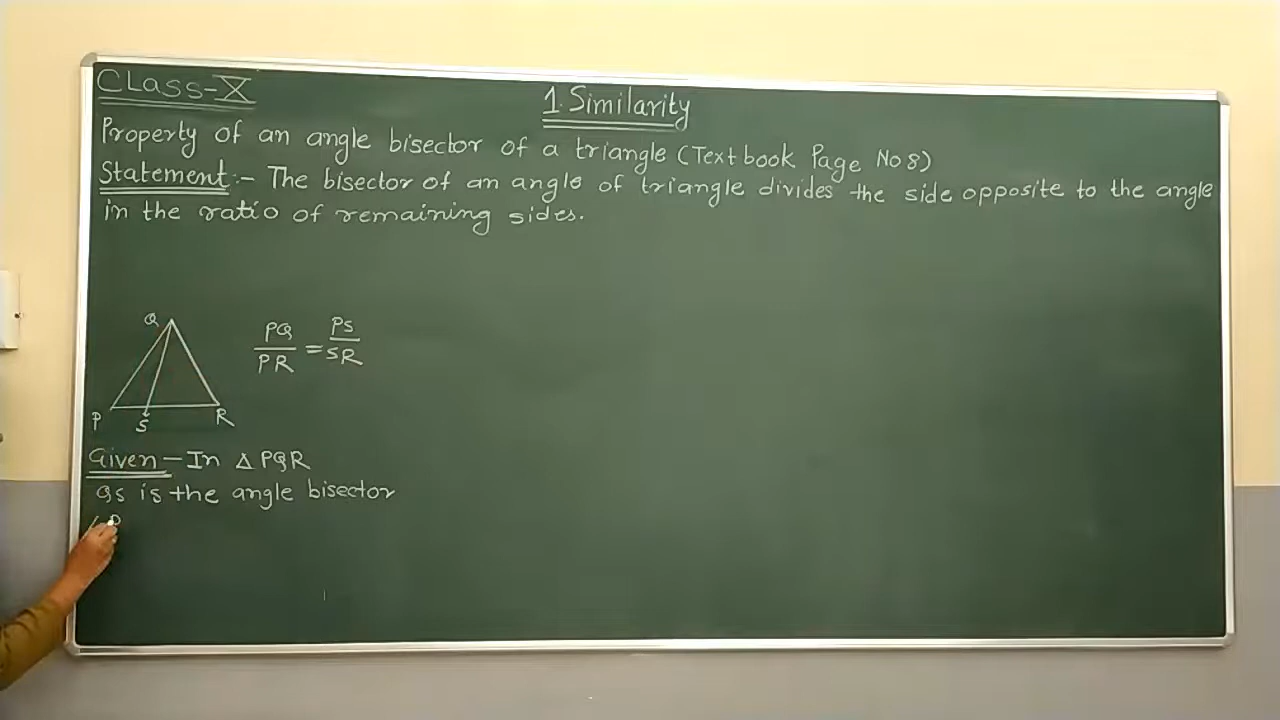 CLASS-X
1. Similarity
Property of an angle bisector of a triangle (Text book Page No 8)
Statement:- The bisector of an angle of triangle divides the side opposite to the angle
in the ratio of remaining sides.
Q
P
S
R
PQ/PR = PS/SR
Given - In △ PQR
QS is the angle bisector
∠P